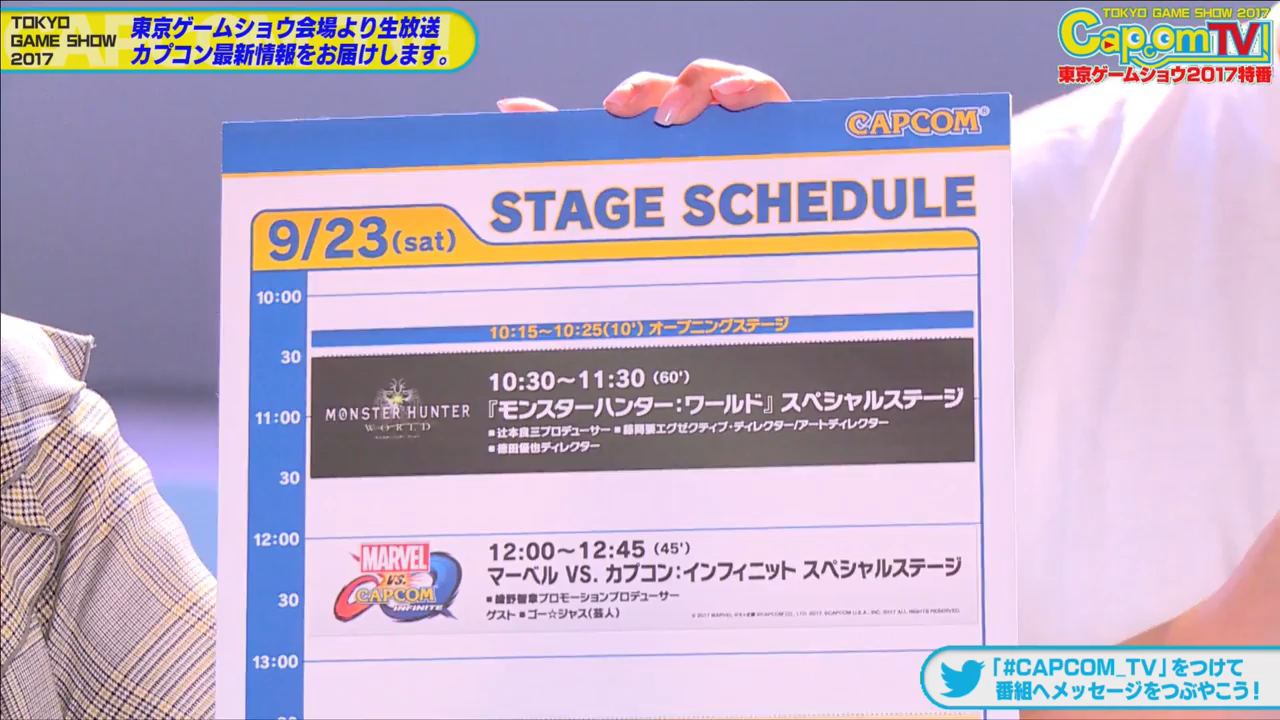 TOKYO
GAME SHOW
2017
東京ゲームショウ会場より生放送
カプコン最新情報をお届けします。
TOKYO GAME SHOW 2017
Capcom TV!
東京ゲームショウ2017特番
CAPCOM®
STAGE SCHEDULE
9/23(sat)
10:00
10:15～10:25(10') オープニングステージ
30
10:30～11:30 (60')
MONSTER HUNTER
WORLD
『モンスターハンター:ワールド』 スペシャルステージ
11:00
■辻本良三プロデューサー ■藤岡要エグゼクティブ・ディレクター/アートディレクター
■徳田優也ディレクター
30
12:00
12:00～12:45 (45')
MARVEL
VS.
CAPCOM
INFINITE
マーベル VS. カプコン:インフィニット スペシャルステージ
30
■綾野智章プロモーションプロデューサー
ゲスト ■ゴー☆ジャス(芸人)
13:00
「#CAPCOM_TV」をつけて
番組へメッセージをつぶやこう!